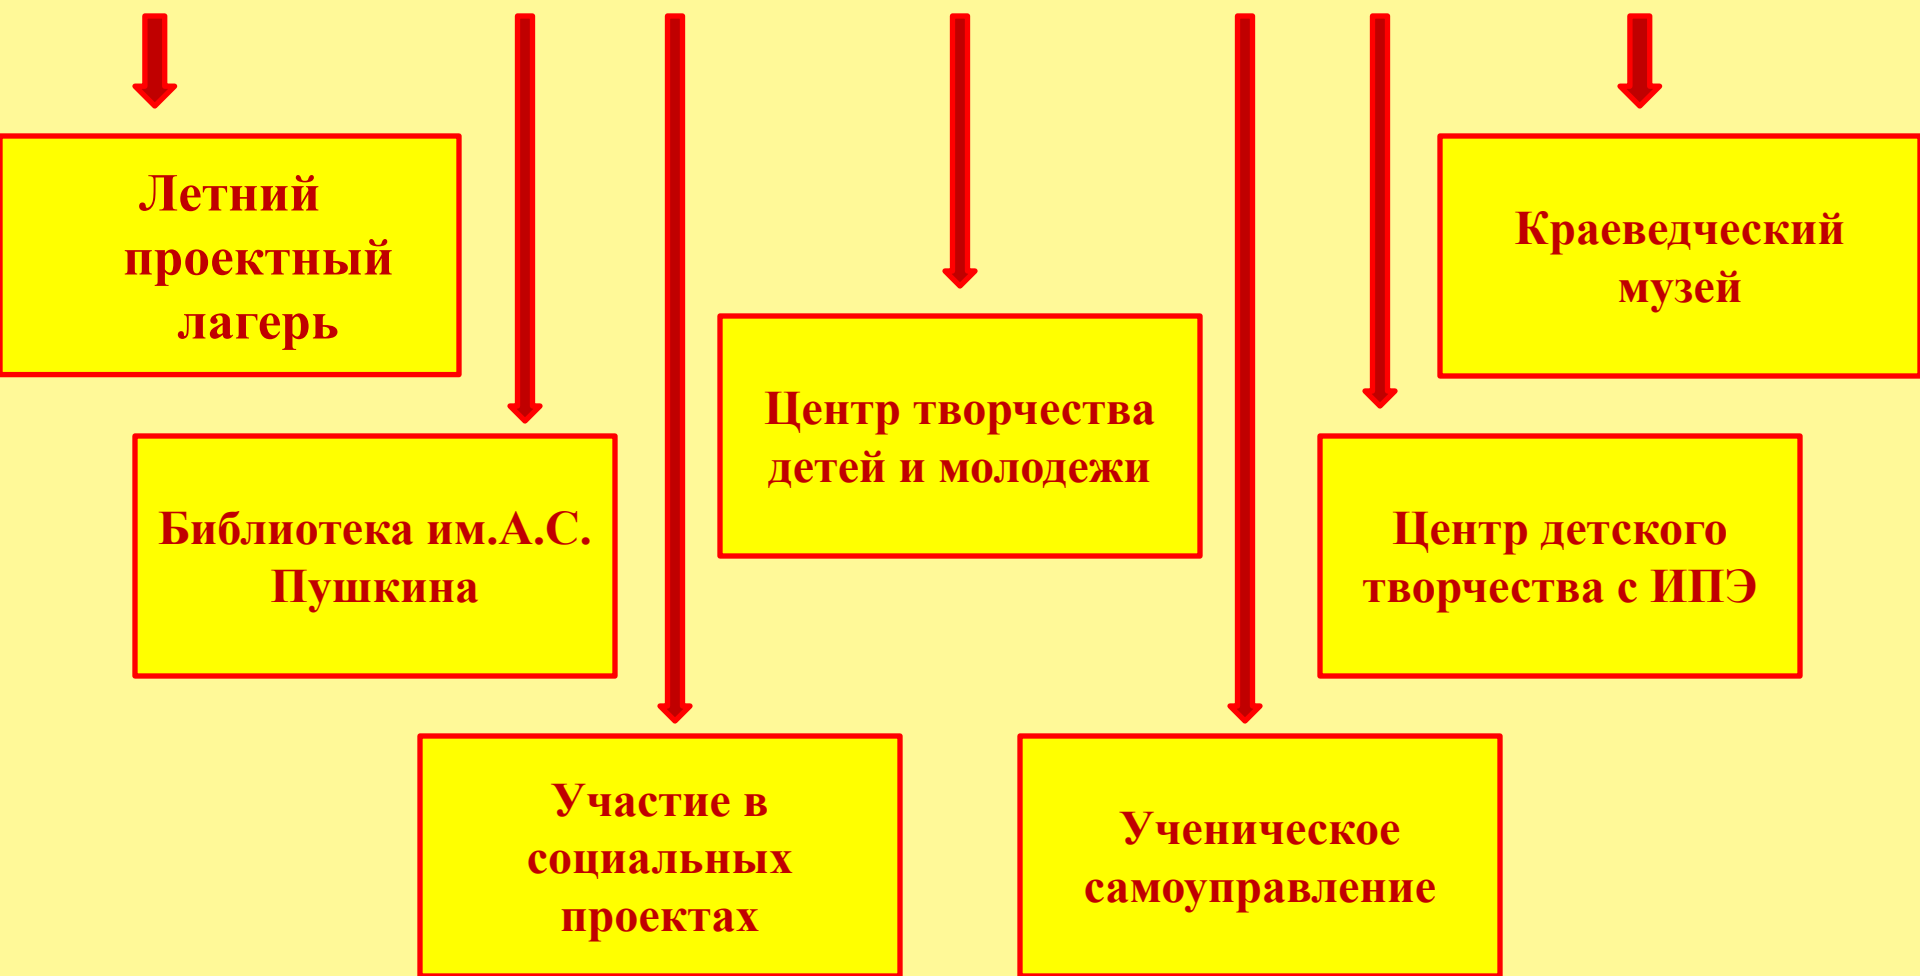 Летний
проектный
лагерь
Краеведческий
музей
Центр творчества
детей и молодежи
Библиотека им.А.С.
Пушкина
Центр детского
творчества с ИПЭ
Участие в
социальных
проектах
Ученическое
самоуправление